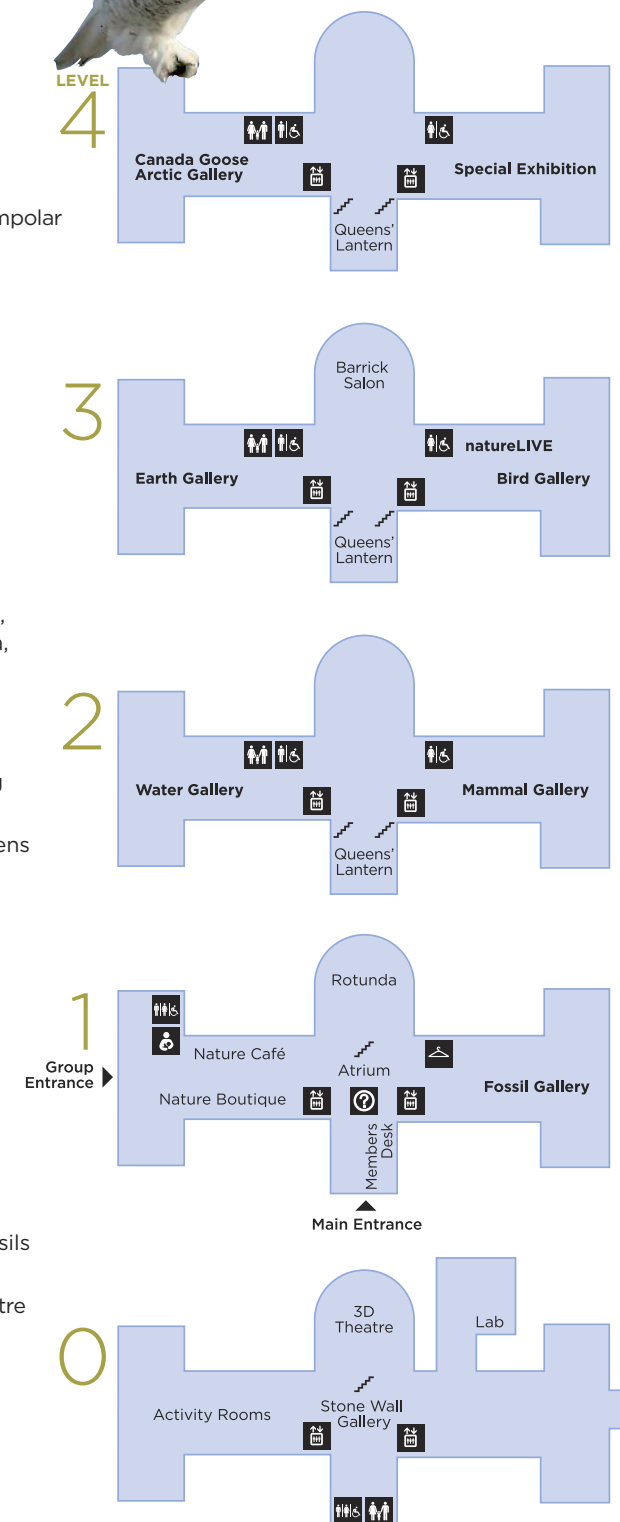 LEVEL
4
Canada Goose
Arctic Gallery
Special Exhibition
Queens'
Lantern
mpolar
3
Barrick
Salon
natureLIVE
Earth Gallery
Bird Gallery
Queens'
Lantern
,
n,
2
Water Gallery
Mammal Gallery
Queens'
Lantern
g
ens
1
Rotunda
Group
Entrance
Nature Café
Atrium
Nature Boutique
?
Fossil Gallery
Members
Desk
Main Entrance
sils
tre
0
3D
Theatre
Lab
Activity Rooms
Stone Wall
Gallery